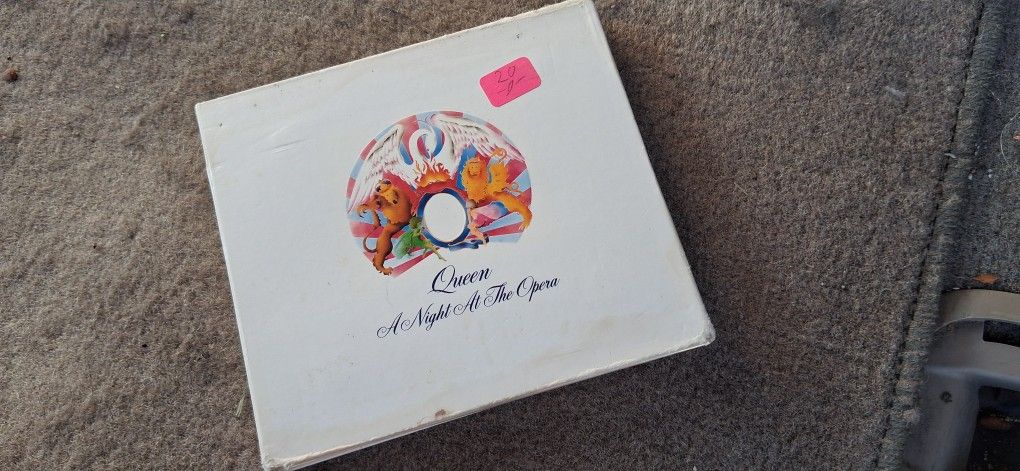 20
Queen
A Night At The Opera